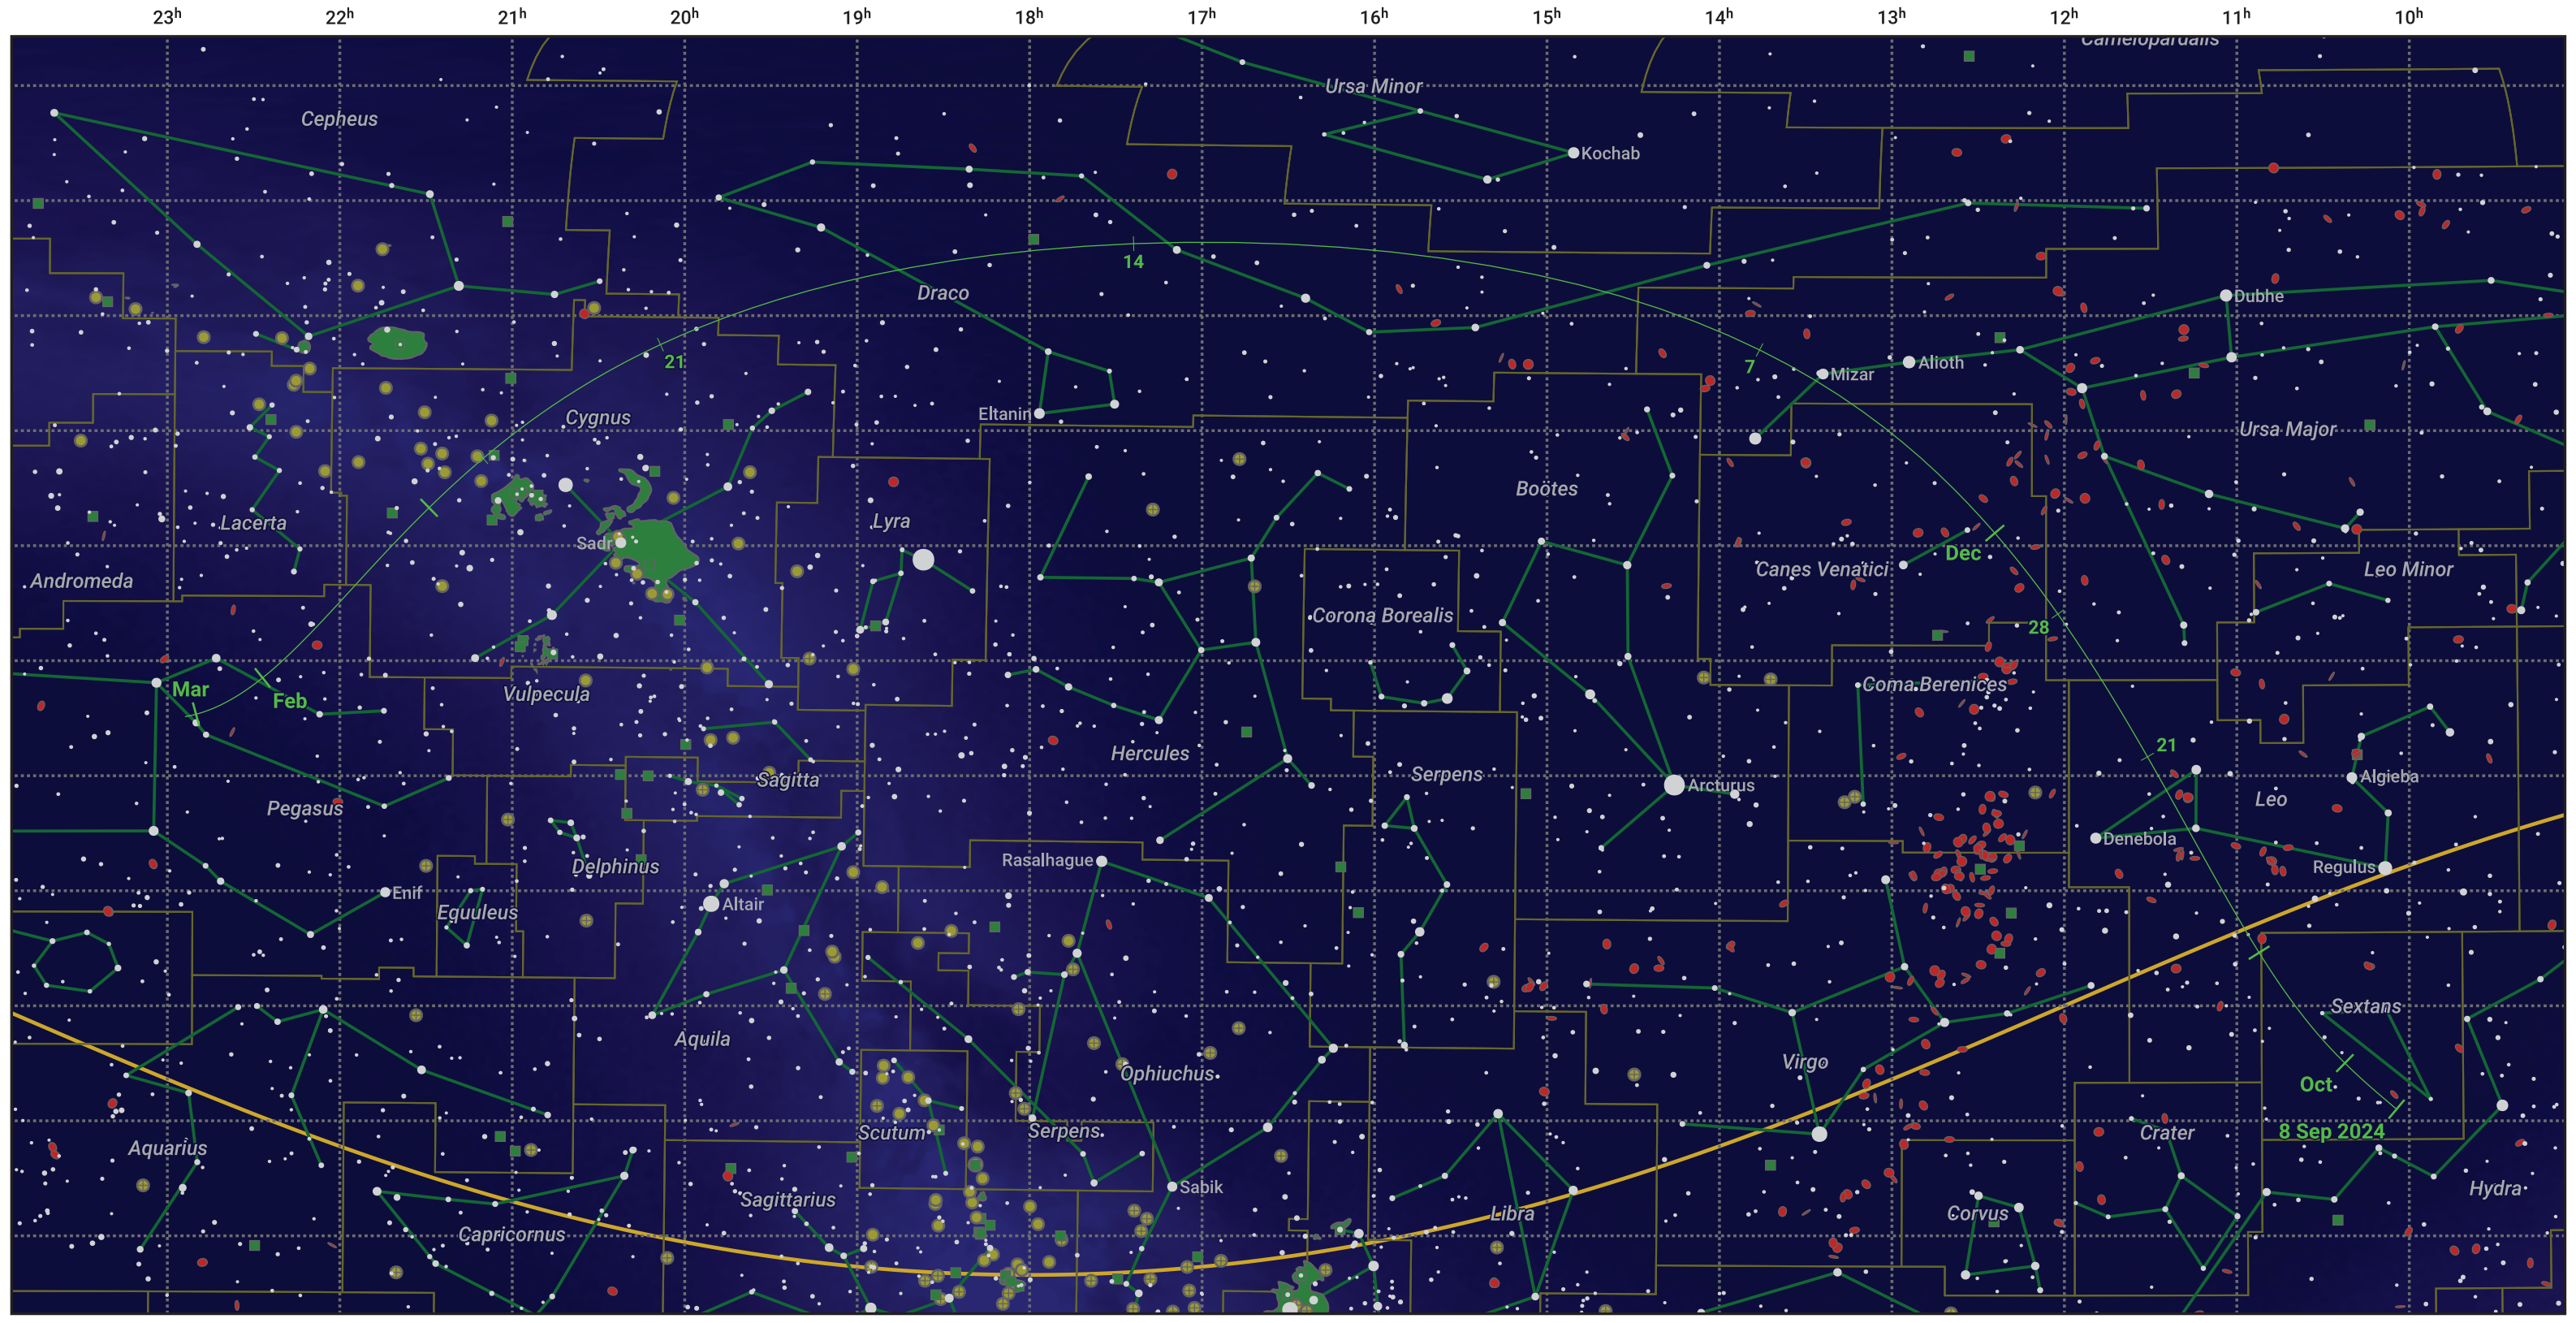 23h 22h 21h 20h 19h 18h 17h 16h 15h 14h 13h 12h 11h 10h
Camelopardalis
Ursa Minor
Cepheus
Kochab
14
Draco
Dubhe
21
7
Mizar
Alioth
Eltanin
Cygnus
Ursa Major
Boötes
Lyra
Lacerta
Sadr
Dec
Andromeda
Canes Venatici
Leo Minor
Corona Borealis
28
Mar
Feb
Vulpecula
Coma Berenices
21
Hercules
Serpens
Algieba
Sagitta
Arcturus
Leo
Pegasus
Denebola
Delphinus
Rasalhague
Regulus
Enif
Altair
Equuleus
Sextans
Aquila
Virgo
Ophiuchus
Oct
Scutum
Serpens
Crater
8 Sep 2024
Aquarius
Sabik
Hydra
Sagittarius
Libra
Corvus
Capricornus